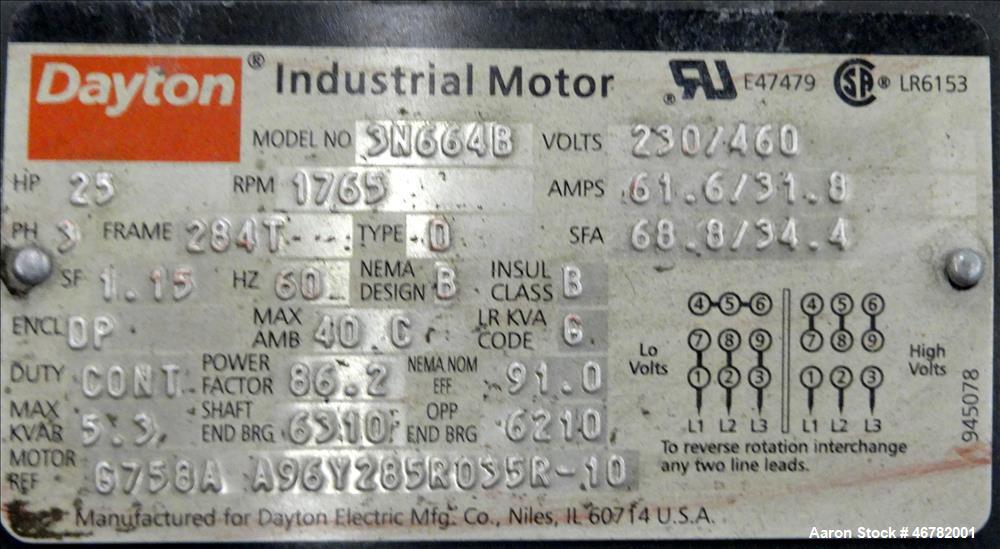 Dayton® Industrial Motor ® RU E47479 SA® LR6153
MODEL NO 3N664B VOLTS 230/460
HP 25 RPM 1765 AMPS 61.6/31.8
PH 3 FRAME 284T TYPE D SFA 68.8/34.4
SF 1.15 HZ 60 NEMA DESIGN B INSUL CLASS B
ENCL DP MAX AMB 40 C LR KVA CODE G
DUTY CONT POWER FACTOR 86.2 NEMA NOM EFF 91.0
MAX KVAR 5.3 SHAFT END BRG 6310 OPP END BRG 6210
MOTOR REF G758A A96Y285R035R-10
4 5 6 4 5 6
7 8 9 7 8 9
Lo Volts High Volts
1 2 3 1 2 3
L1 L2 L3 L1 L2 L3
To reverse rotation interchange
any two line leads.
945078
Manufactured for Dayton Electric Mfg. Co., Niles, IL 60714 U.S.A.
Aaron Stock # 46782001